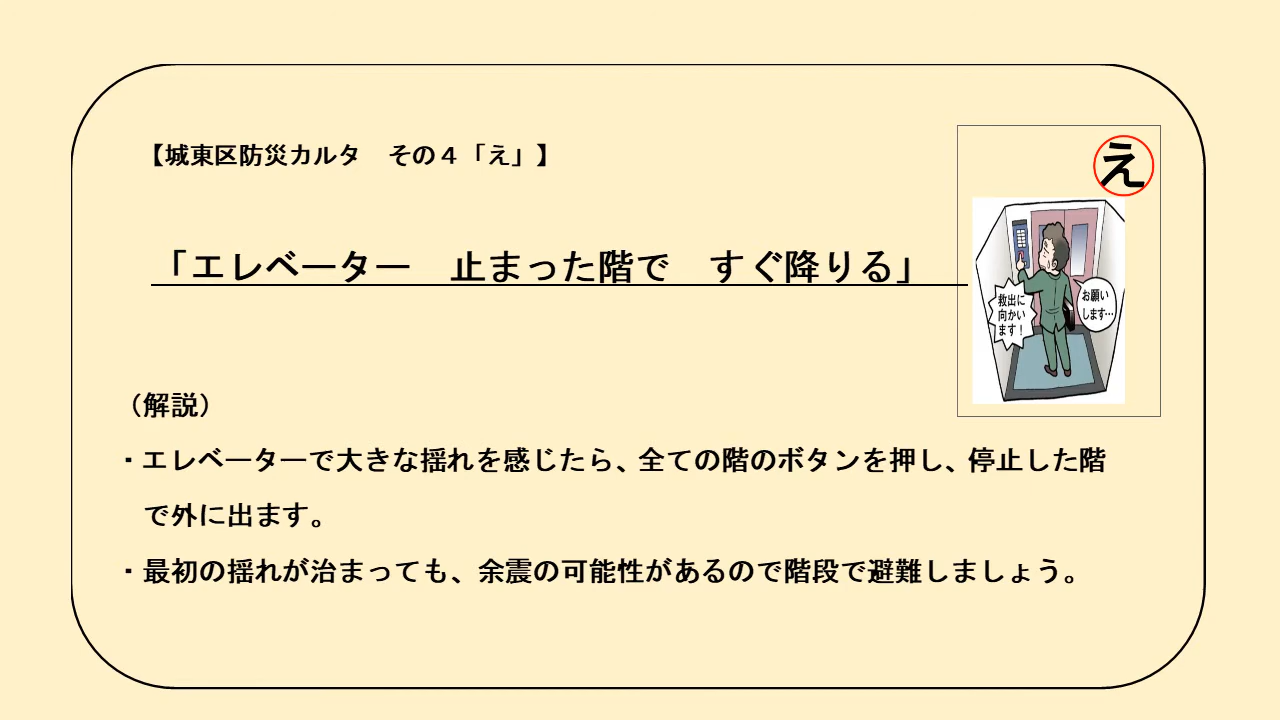 【城東区防災カルタ　その４「え」】
え
「エレベーター　止まった階で　すぐ降りる」
救出に
向かい
ます！
お願い
します…
（解説）
・エレベーターで大きな揺れを感じたら、全ての階のボタンを押し、停止した階
で外に出ます。
・最初の揺れが治まっても、余震の可能性があるので階段で避難しましょう。